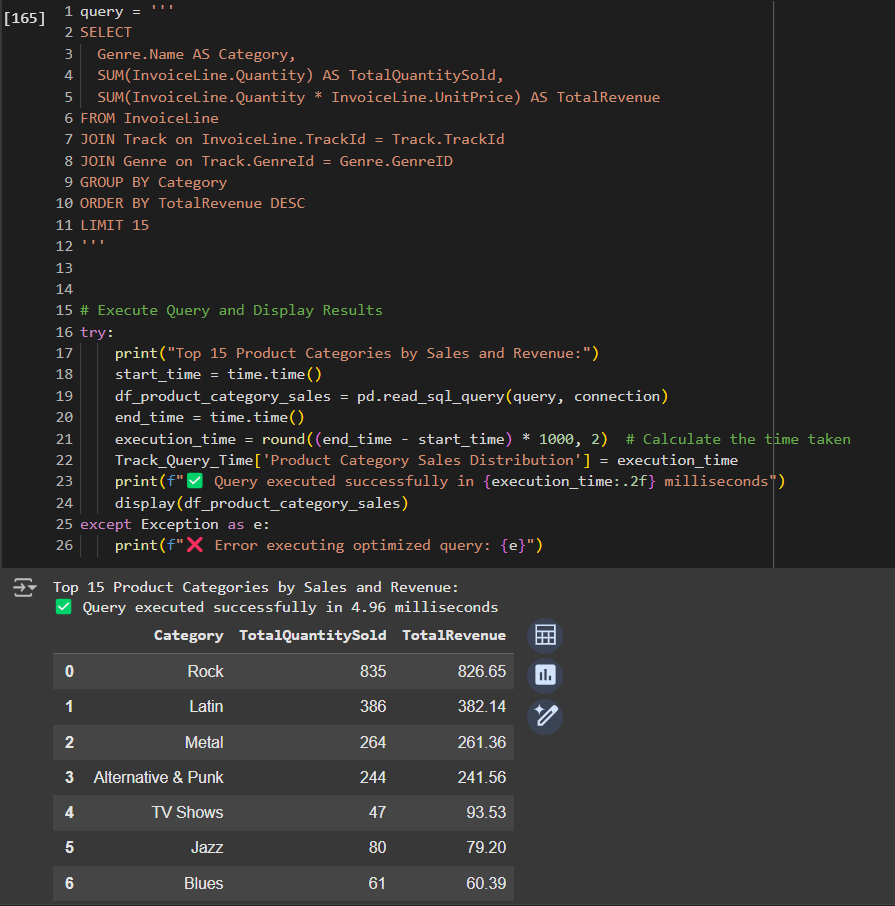 [165]
1 query = '''
2 SELECT
3   Genre.Name AS Category,
4   SUM(InvoiceLine.Quantity) AS TotalQuantitySold,
5   SUM(InvoiceLine.Quantity * InvoiceLine.UnitPrice) AS TotalRevenue
6 FROM InvoiceLine
7 JOIN Track on InvoiceLine.TrackId = Track.TrackId
8 JOIN Genre on Track.GenreId = Genre.GenreID
9 GROUP BY Category
10 ORDER BY TotalRevenue DESC
11 LIMIT 15
12 '''
13
14
15 # Execute Query and Display Results
16 try:
17     print("Top 15 Product Categories by Sales and Revenue:")
18     start_time = time.time()
19     df_product_category_sales = pd.read_sql_query(query, connection)
20     end_time = time.time()
21     execution_time = round((end_time - start_time) * 1000, 2)  # Calculate the time taken
22     Track_Query_Time['Product Category Sales Distribution'] = execution_time
23     print(f"✅ Query executed successfully in {execution_time:.2f} milliseconds")
24     display(df_product_category_sales)
25 except Exception as e:
26     print(f"❌ Error executing optimized query: {e}")
Top 15 Product Categories by Sales and Revenue:
✅ Query executed successfully in 4.96 milliseconds
Category TotalQuantitySold TotalRevenue
0 Rock 835 826.65
1 Latin 386 382.14
2 Metal 264 261.36
3 Alternative & Punk 244 241.56
4 TV Shows 47 93.53
5 Jazz 80 79.20
6 Blues 61 60.39